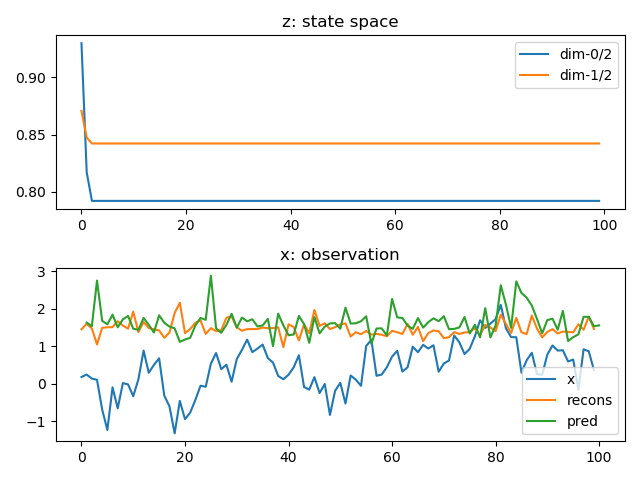 z: state space
0.90
0.85
0.80
dim-0/2
dim-1/2
0 20 40 60 80 100
x: observation
3
2
1
0
−1
x
recons
pred
0 20 40 60 80 100